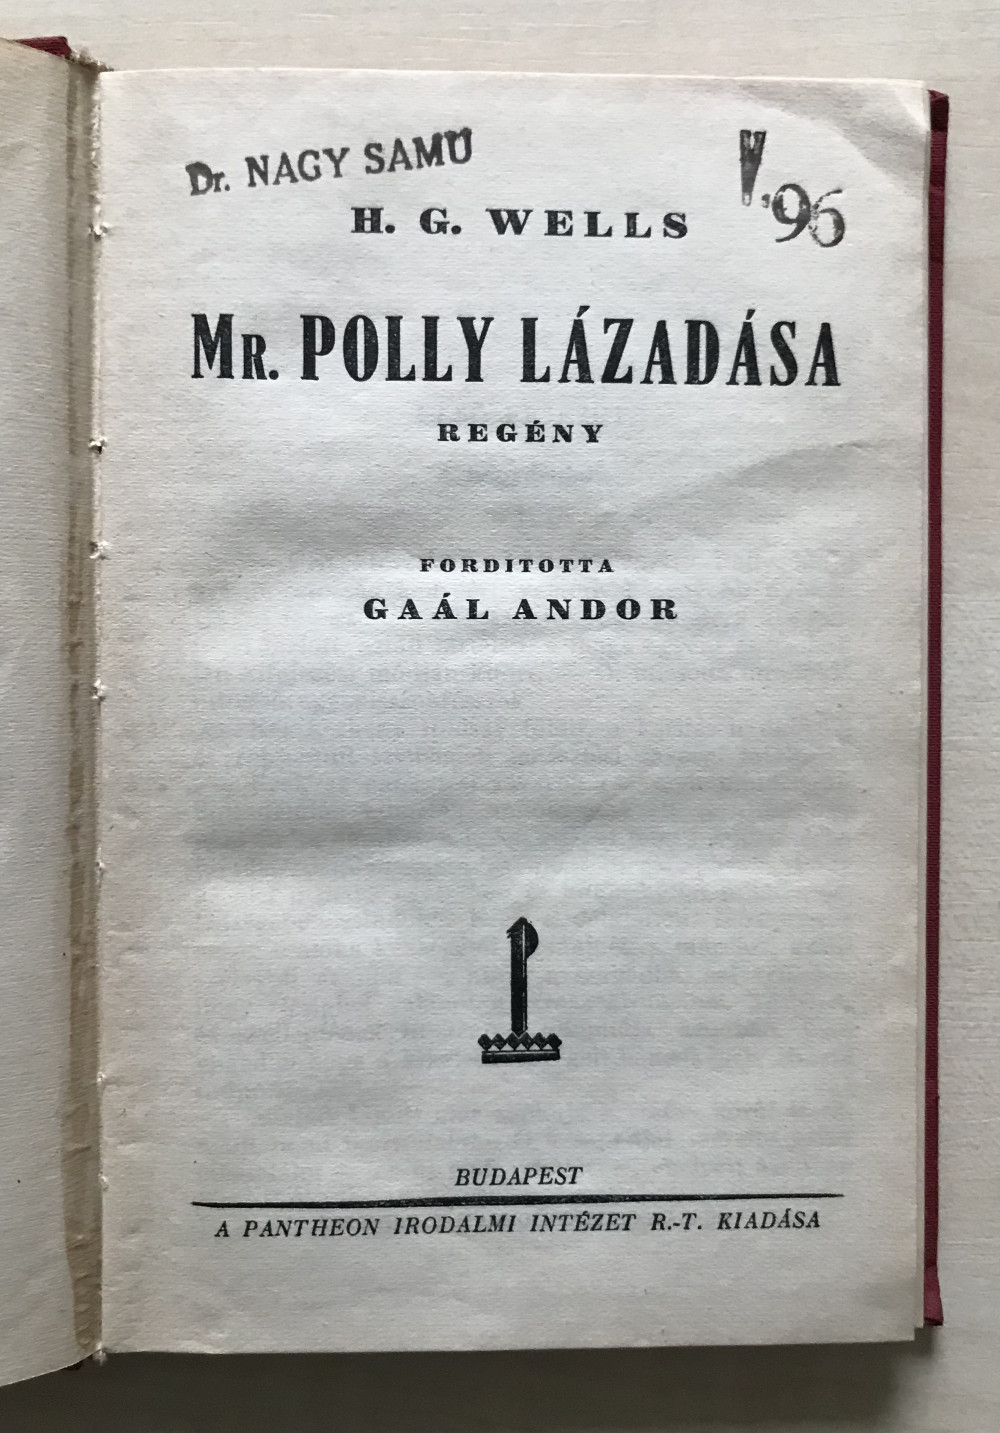 Dr. NAGY SAMU
V. 96
H. G. WELLS
MR. POLLY LÁZADÁSA
REGÉNY
FORDITOTTA
GAÁL ANDOR
BUDAPEST
A PANTHEON IRODALMI INTÉZET R.-T. KIADÁSA